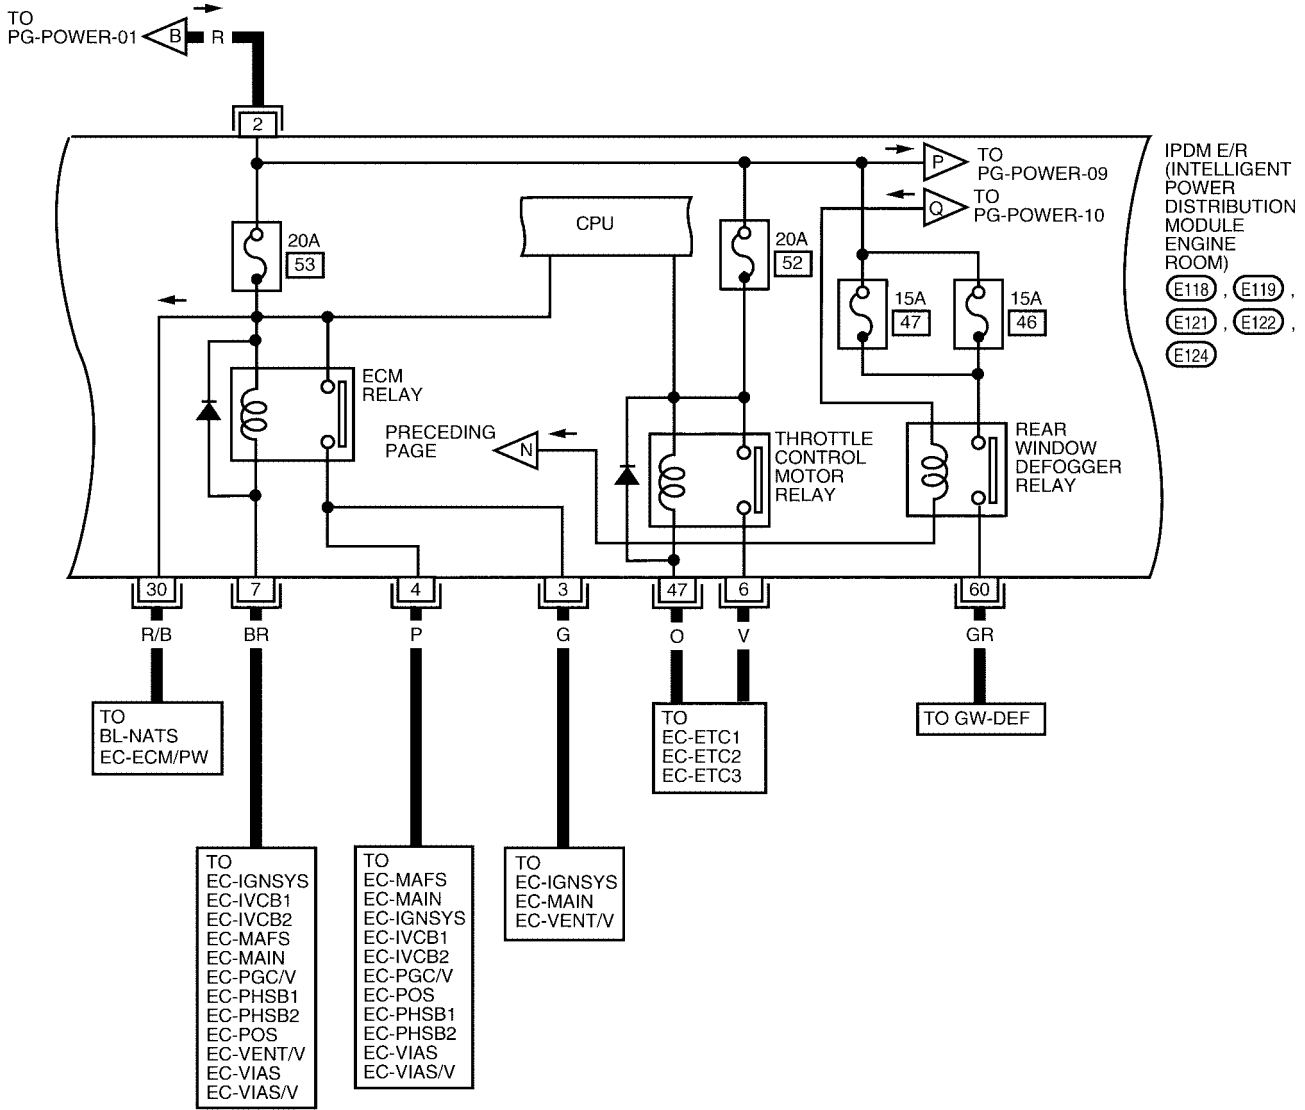 TO
PG-POWER-01
B
R
2
P
TO
PG-POWER-09
Q
TO
PG-POWER-10
IPDM E/R
(INTELLIGENT
POWER
DISTRIBUTION
MODULE
ENGINE
ROOM)
E118 , E119 ,
E121 , E122 ,
E124
CPU
20A
53
20A
52
15A
47
15A
46
ECM
RELAY
PRECEDING
PAGE
N
THROTTLE
CONTROL
MOTOR
RELAY
REAR
WINDOW
DEFOGGER
RELAY
30
7
4
3
47
6
60
R/B
BR
P
G
O
V
GR
TO
BL-NATS
EC-ECM/PW
TO
EC-ETC1
EC-ETC2
EC-ETC3
TO GW-DEF
TO
EC-IGNSYS
EC-IVCB1
EC-IVCB2
EC-MAFS
EC-MAIN
EC-PGC/V
EC-PHSB1
EC-PHSB2
EC-POS
EC-VENT/V
EC-VIAS
EC-VIAS/V
TO
EC-MAFS
EC-MAIN
EC-IGNSYS
EC-IVCB1
EC-IVCB2
EC-PGC/V
EC-POS
EC-PHSB1
EC-PHSB2
EC-VIAS
EC-VIAS/V
TO
EC-IGNSYS
EC-MAIN
EC-VENT/V